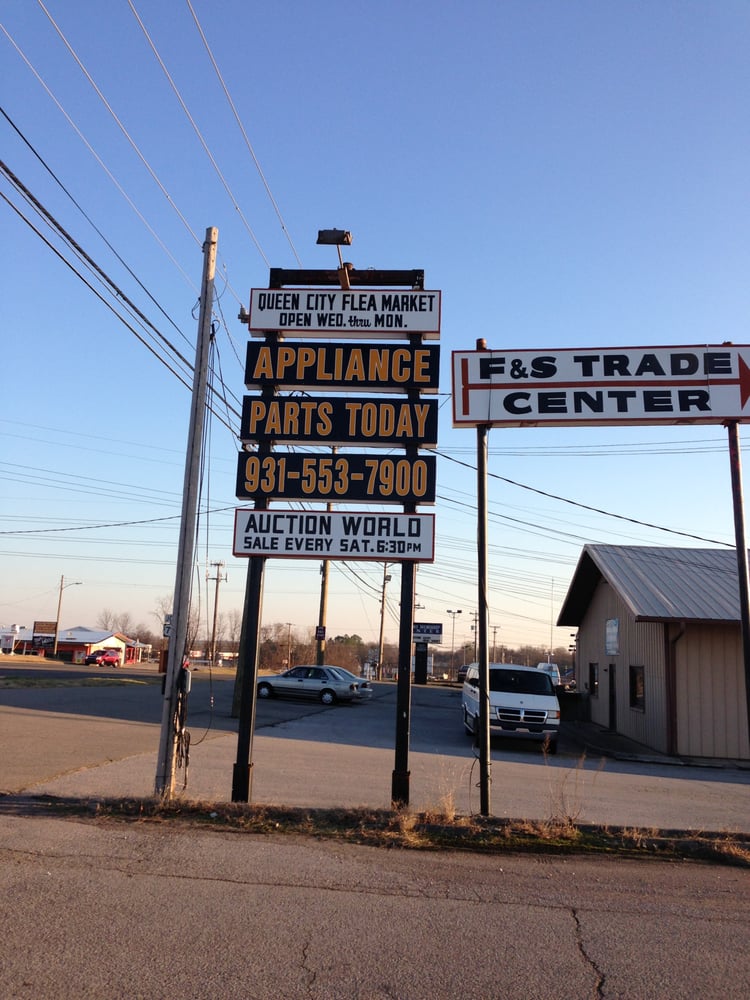 QUEEN CITY FLEA MARKET
OPEN WED. thru MON.
APPLIANCE
PARTS TODAY
931-553-7900
AUCTION WORLD
SALE EVERY SAT. 6:30PM
F&S TRADE
CENTER